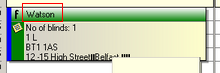 f Watson
No of blinds: 1
1 L
BT1 1AS
12 -15 High Street Belfast